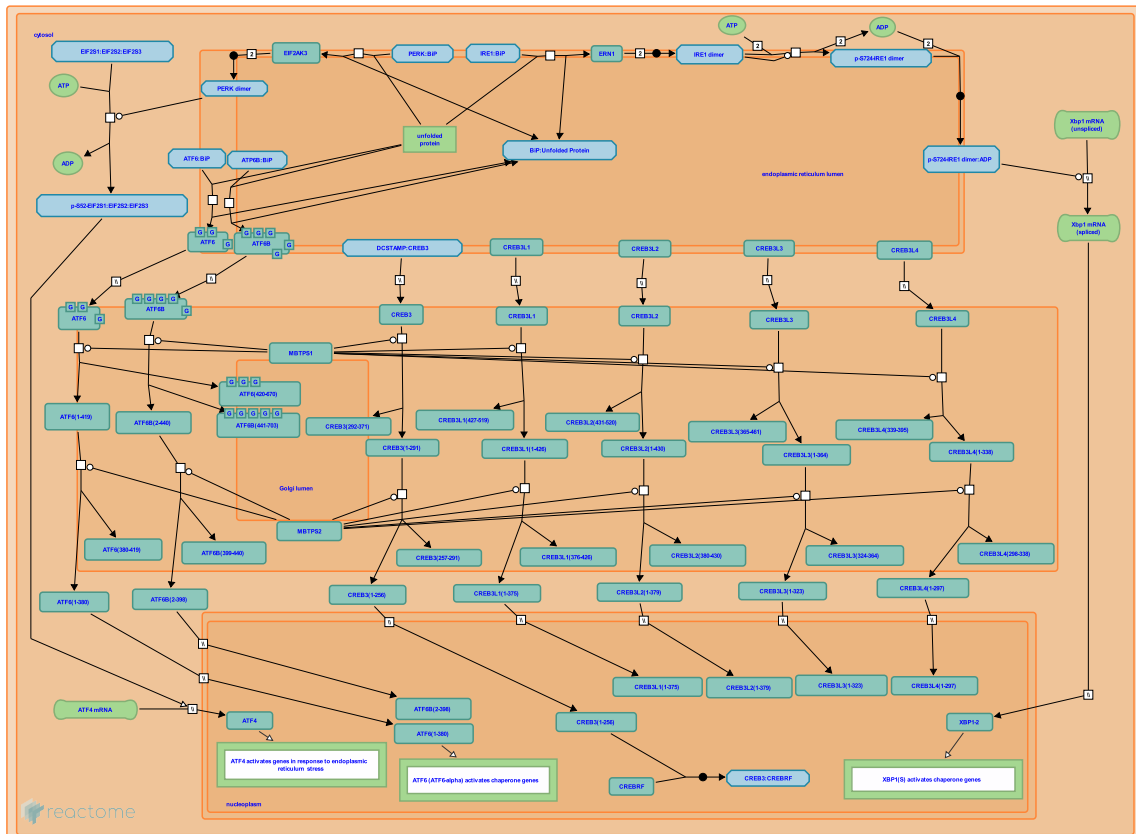 cytosol
EIF2S1:EIF2S2:EIF2S3
ATP
ADP
p-S52-EIF2S1:EIF2S2:EIF2S3
2
EIF2AK3
PERK:BiP
IRE1:BiP
ERN1
2
IRE1 dimer
ATP
2
2
ADP
2
p-S724-IRE1 dimer
PERK dimer
unfolded
protein
ATF6:BiP
ATP6B:BiP
BiP:Unfolded Protein
endoplasmic reticulum lumen
p-S724-IRE1 dimer:ADP
Xbp1 mRNA
(unspliced)
Xbp1 mRNA
(spliced)
G G
ATF6
G
G G G
ATF6B
G
G
DCSTAMP:CREB3
CREB3L1
CREB3L2
CREB3L3
CREB3L4
G G
ATF6
G
G G G G
ATF6B
G
CREB3
CREB3L1
CREB3L2
CREB3L3
CREB3L4
MBTPS1
G G G
ATF6(420-670)
G G G G G
ATF6B(441-703)
ATF6(1-419)
ATF6B(2-440)
CREB3(292-371)
CREB3L1(427-519)
CREB3L2(431-520)
CREB3L3(365-461)
CREB3L4(339-395)
CREB3(1-291)
CREB3L1(1-426)
CREB3L2(1-430)
CREB3L3(1-364)
CREB3L4(1-338)
Golgi lumen
MBTPS2
ATF6(380-419)
ATF6B(399-440)
CREB3(257-291)
CREB3L1(376-426)
CREB3L2(380-430)
CREB3L3(324-364)
CREB3L4(298-338)
ATF6(1-380)
ATF6B(2-398)
CREB3(1-256)
CREB3L1(1-375)
CREB3L2(1-379)
CREB3L3(1-323)
CREB3L4(1-297)
CREB3L1(1-375)
CREB3L2(1-379)
CREB3L3(1-323)
CREB3L4(1-297)
ATF4 mRNA
ATF4
ATF6B(2-398)
ATF6(1-380)
CREB3(1-256)
XBP1-2
ATF4 activates genes in response to endoplasmic
reticulum stress
ATF6 (ATF6-alpha) activates chaperone genes
CREBRF
CREB3:CREBRF
XBP1(S) activates chaperone genes
nucleoplasm
reactome